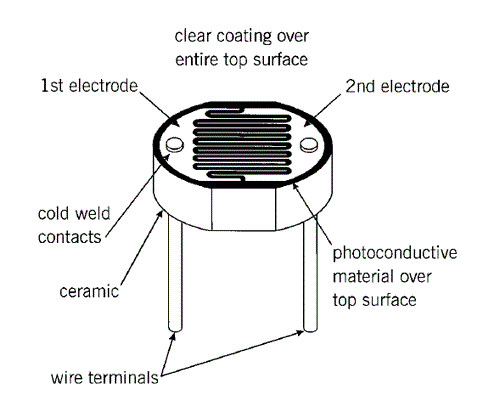 clear coating over
entire top surface
1st electrode
2nd electrode
cold weld
contacts
photoconductive
material over
top surface
ceramic
wire terminals